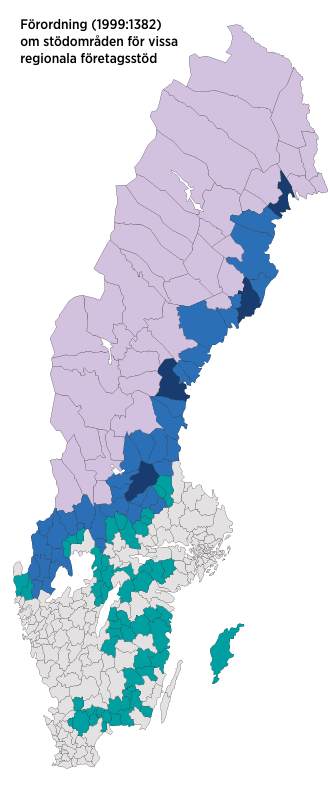 Förordning (1999:1382)
om stödområden för vissa
regionala företagsstöd